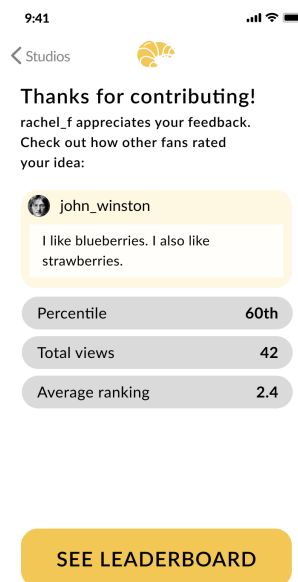 9:41
Studios
Thanks for contributing!
rachel_f appreciates your feedback.
Check out how other fans rated
your idea:
john_winston
I like blueberries. I also like
strawberries.
Percentile 60th
Total views 42
Average ranking 2.4
SEE LEADERBOARD